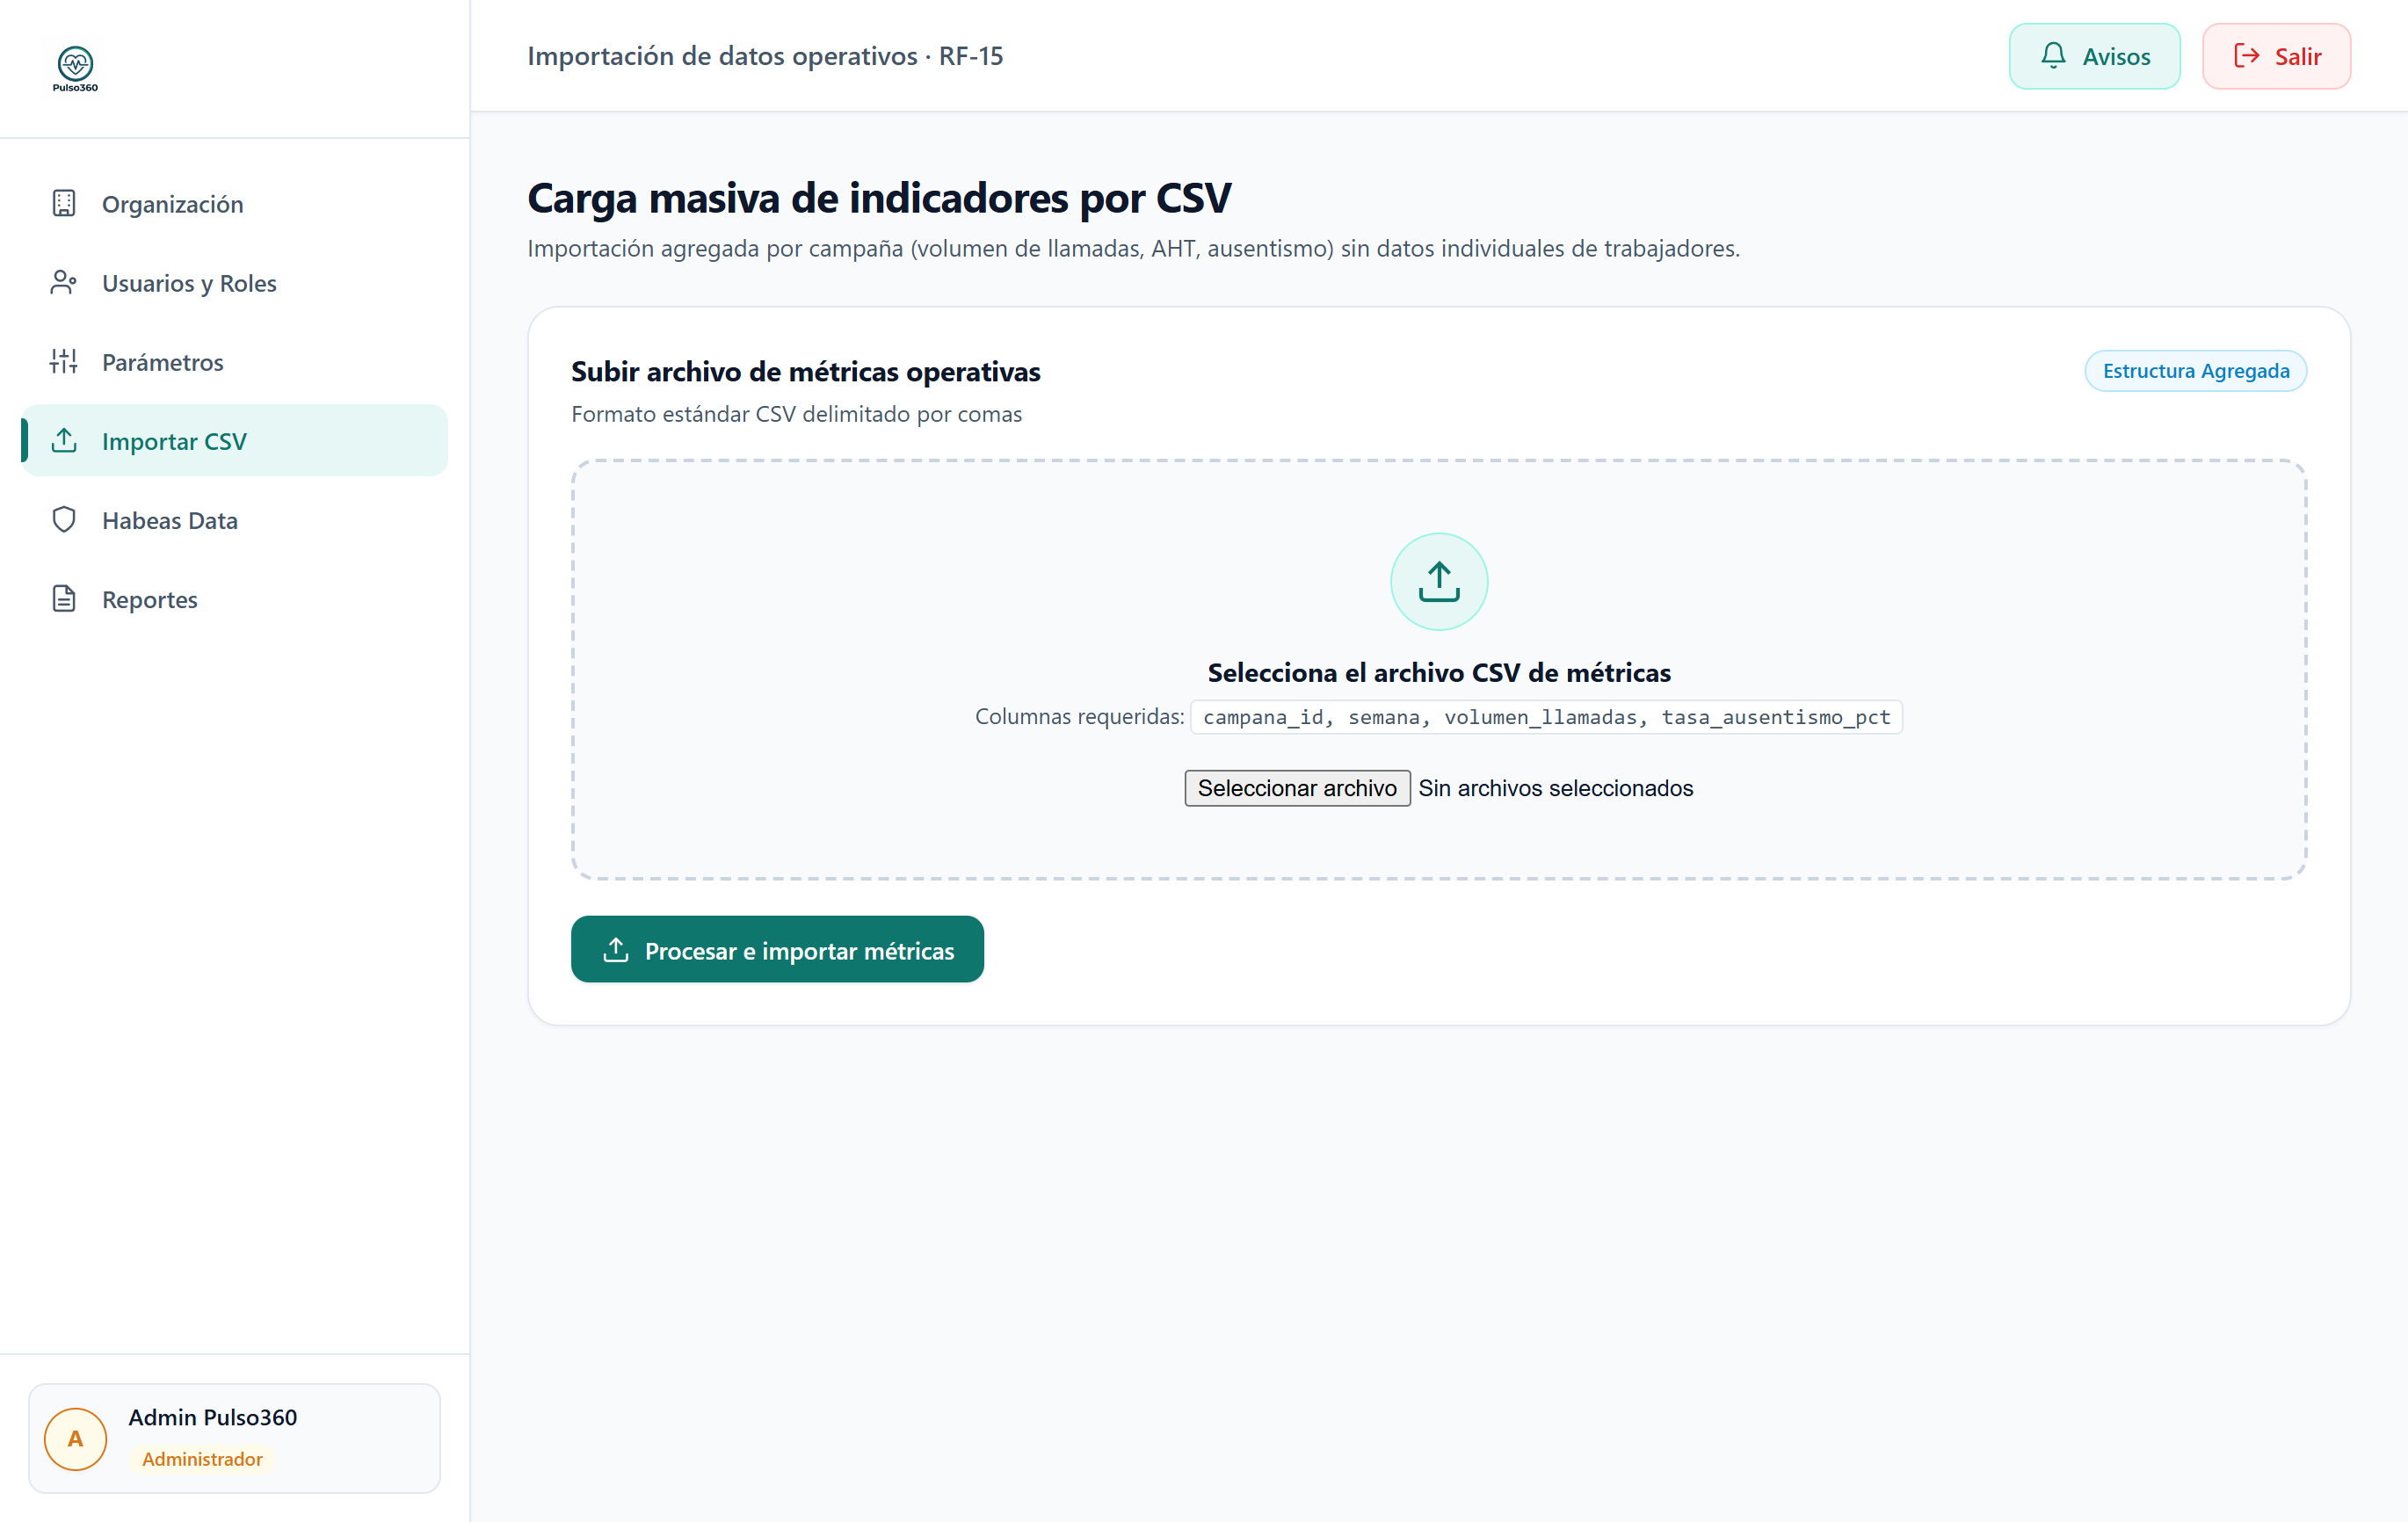 Pulso360
Importación de datos operativos · RF-15
Avisos
Salir
Organización
Usuarios y Roles
Parámetros
Importar CSV
Habeas Data
Reportes
Carga masiva de indicadores por CSV
Importación agregada por campaña (volumen de llamadas, AHT, ausentismo) sin datos individuales de trabajadores.
Subir archivo de métricas operativas
Estructura Agregada
Formato estándar CSV delimitado por comas
Selecciona el archivo CSV de métricas
Columnas requeridas: campana_id, semana, volumen_llamadas, tasa_ausentismo_pct
Seleccionar archivo Sin archivos seleccionados
Procesar e importar métricas
A
Admin Pulso360
Administrador